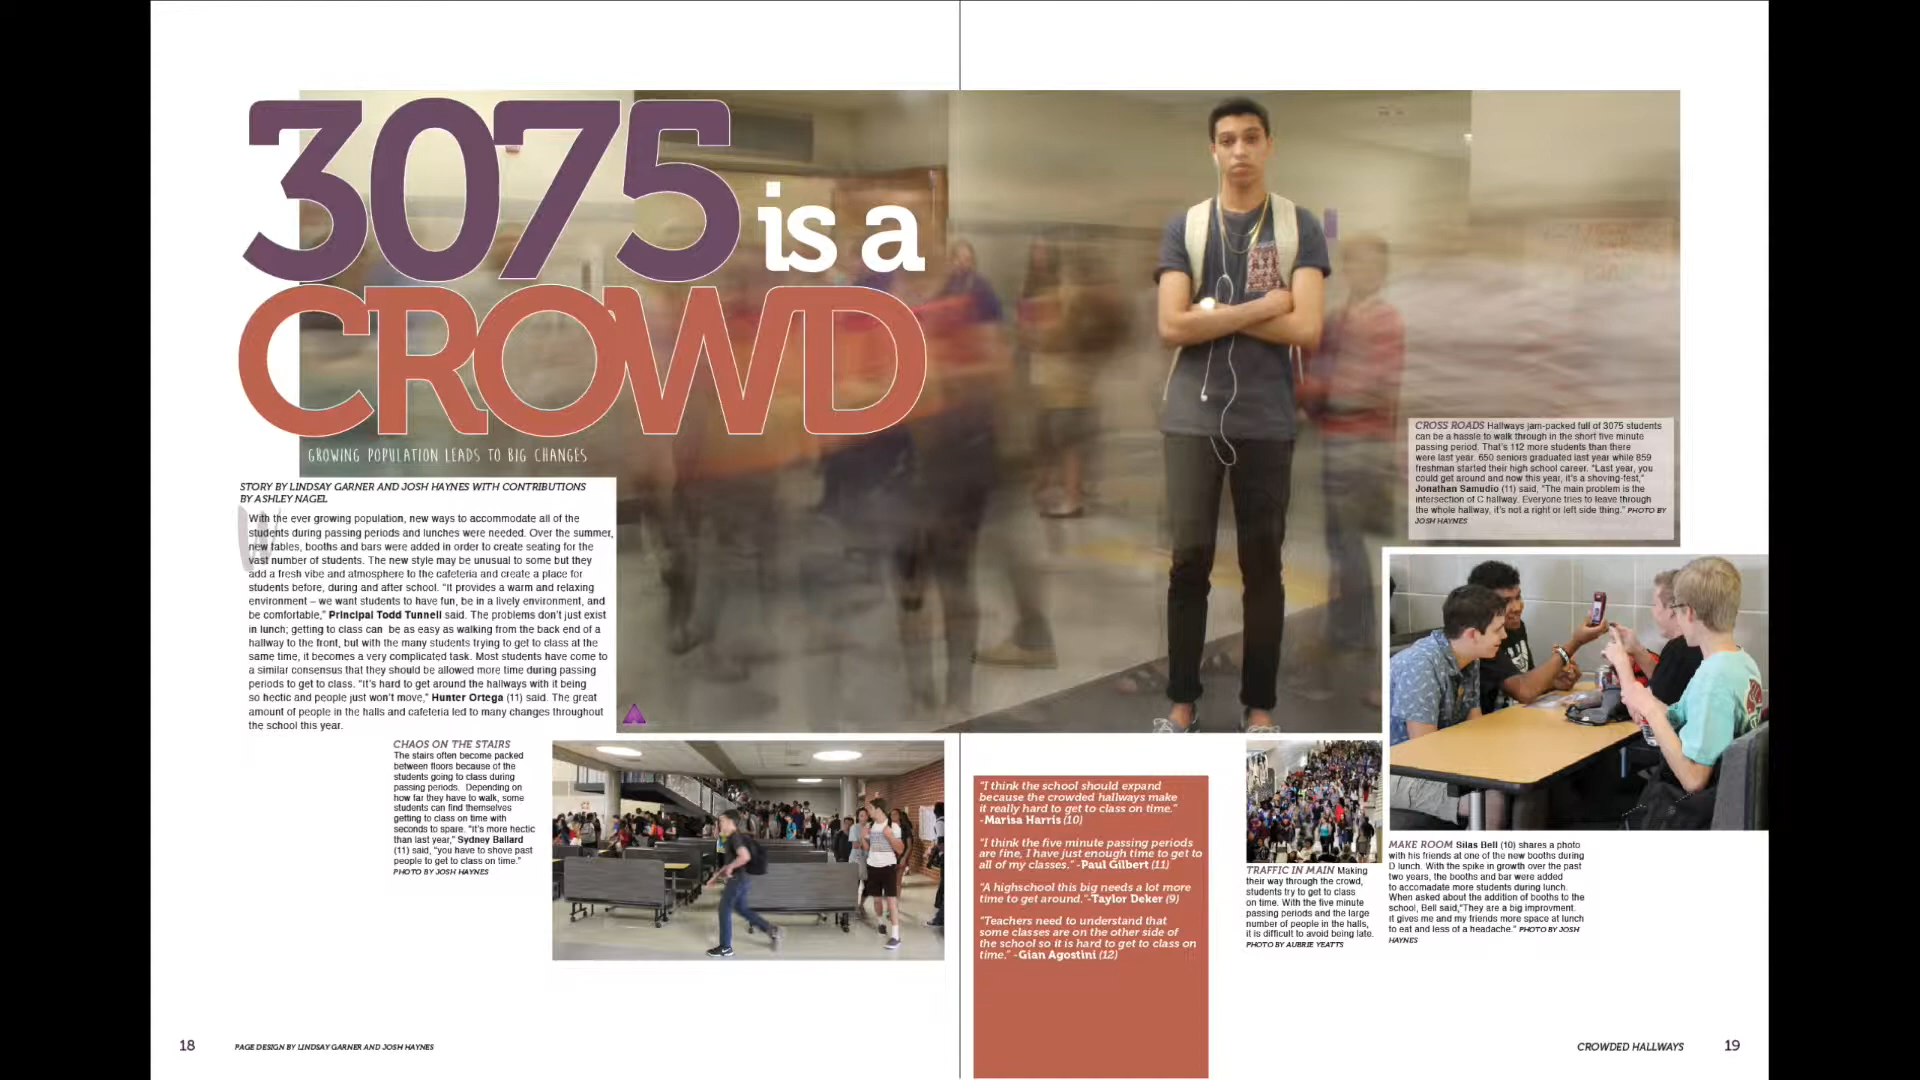 3075 is a
CROWD
GROWING POPULATION LEADS TO BIG CHANGES
STORY BY LINDSAY GARNER AND JOSH HAYNES WITH CONTRIBUTIONS
BY ASHLEY NAGEL
With the ever growing population, new ways to accommodate all of the
students during passing periods and lunches were needed. Over the summer,
new tables, booths and bars were added in order to create seating for the
vast number of students. The new style may be unusual to some but they
add a fresh vibe and atmosphere to the cafeteria and create a place for
students before, during and after school. "It provides a warm and relaxing
environment – we want students to have fun, be in a lively environment, and
be comfortable," Principal Todd Tunnell said. The problems don't just exist
in lunch; getting to class can be as easy as walking from the back end of a
hallway to the front, but with the many students trying to get to class at the
same time, it becomes a very complicated task. Most students have come to
a similar consensus that they should be allowed more time during passing
periods to get to class. "It's hard to get around the hallways with it being
so hectic and people just won't move," Hunter Ortega (11) said. The great
amount of people in the halls and cafeteria led to many changes throughout
the school this year.
CHAOS ON THE STAIRS
The stairs often become packed
between floors because of the
students going to class during
passing periods. Depending on
how far they have to walk, some
students can find themselves
getting to class on time with
seconds to spare. "It's more hectic
than last year," Sydney Ballard
(11) said, "you have to shove past
people to get to class on time."
PHOTO BY JOSH HAYNES
18
PAGE DESIGN BY LINDSAY GARNER AND JOSH HAYNES
CROSS ROADS Hallways jam-packed full of 3075 students
can be a hassle to walk through in the short five minute
passing period. That's 112 more students than there
were last year. 650 seniors graduated last year while 859
freshman started their high school career. "Last year, you
could get around and now this year, it's a shoving-fest,"
Jonathan Samudio (11) said, "The main problem is the
intersection of C hallway. Everyone tries to leave through
the whole hallway, it's not a right or left side thing." PHOTO BY
JOSH HAYNES
"I think the school should expand
because the crowded hallways make
it really hard to get to class on time."
-Marisa Harris (10)
"I think the five minute passing periods
are fine, I have just enough time to get to
all of my classes." -Paul Gilbert (11)
"A highschool this big needs a lot more
time to get around."-Taylor Deker (9)
"Teachers need to understand that
some classes are on the other side of
the school so it is hard to get to class on
time." -Gian Agostini (12)
TRAFFIC IN MAIN Making
their way through the crowd,
students try to get to class
on time. With the five minute
passing periods and the large
number of people in the halls,
it is difficult to avoid being late.
PHOTO BY AUBRIE YEATTS
MAKE ROOM Silas Bell (10) shares a photo
with his friends at one of the new booths during
D lunch. With the spike in growth over the past
two years, the booths and bar were added
to accomadate more students during lunch.
When asked about the addition of booths to the
school, Bell said,"They are a big improvment.
it gives me and my friends more space at lunch
to eat and less of a headache." PHOTO BY JOSH
HAYNES
CROWDED HALLWAYS
19